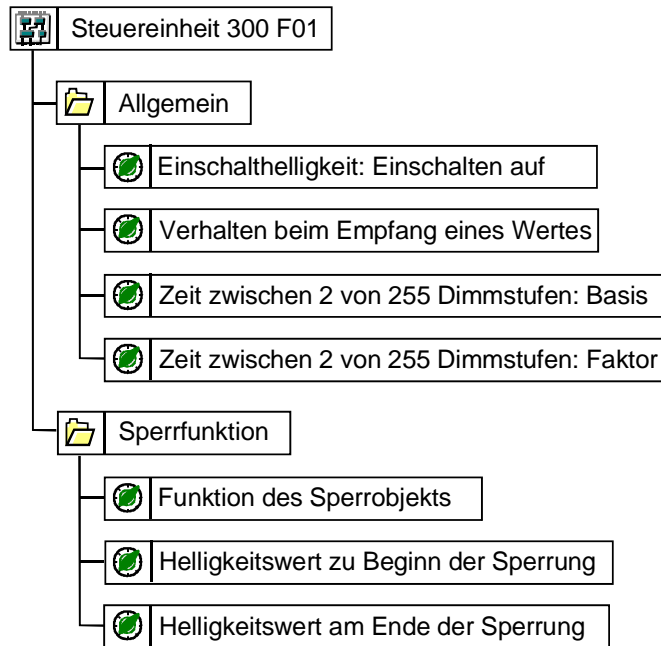 Steuereinheit 300 F01
Allgemein
Einschalthelligkeit: Einschalten auf
Verhalten beim Empfang eines Wertes
Zeit zwischen 2 von 255 Dimmstufen: Basis
Zeit zwischen 2 von 255 Dimmstufen: Faktor
Sperrfunktion
Funktion des Sperrobjekts
Helligkeitswert zu Beginn der Sperrung
Helligkeitswert am Ende der Sperrung